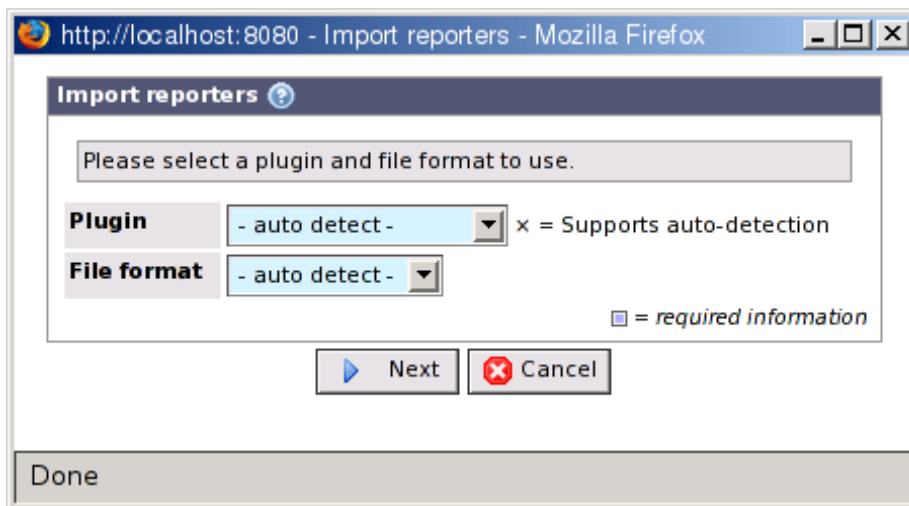 http://localhost:8080 - Import reporters - Mozilla Firefox
Import reporters ?
Please select a plugin and file format to use.
Plugin - auto detect - × = Supports auto-detection
File format - auto detect -
= required information
Next Cancel
Done